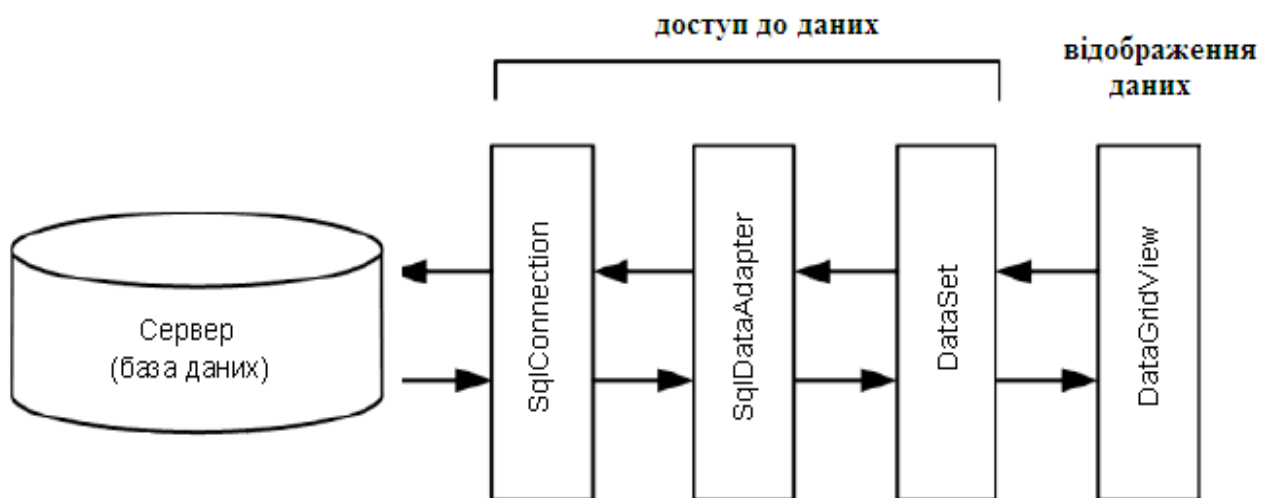 доступ до даних
відображення
даних
Сервер
(база даних)
SqlConnection
SqlDataAdapter
DataSet
DataGridView